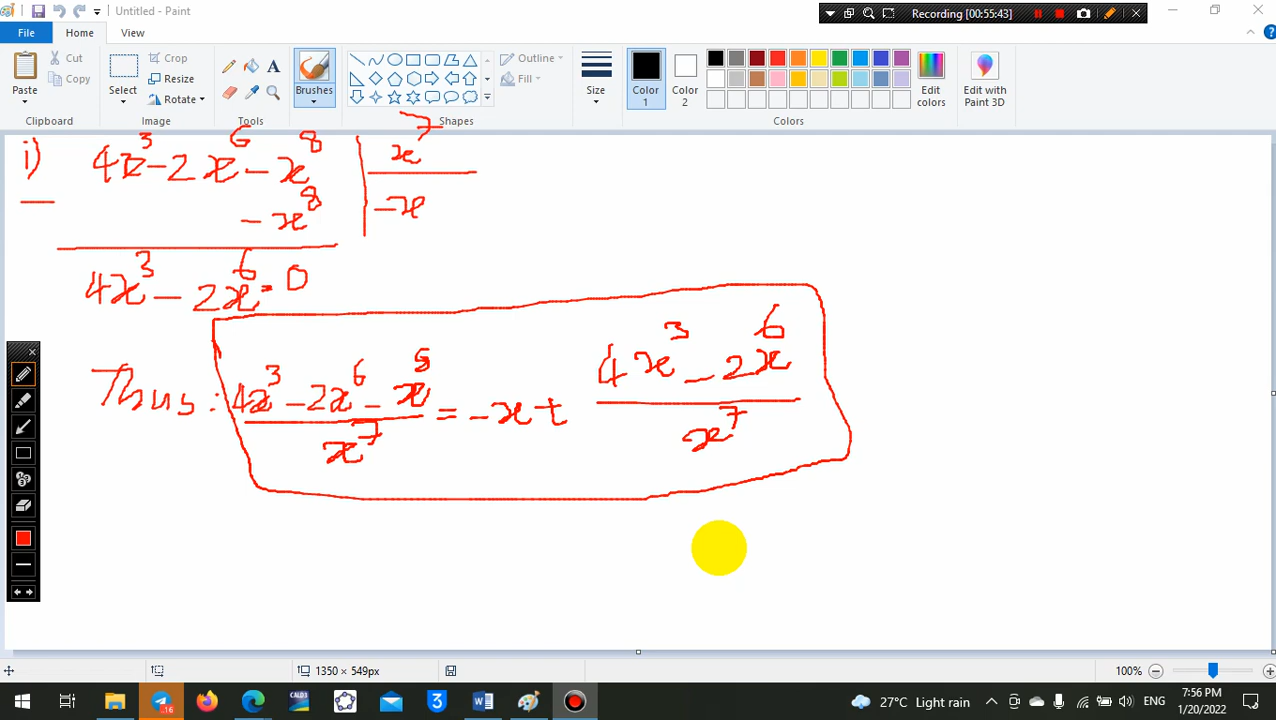 Untitled - Paint
Recording [00:55:43]
File Home View
Paste
Cut
Copy
Clipboard
Select
Crop
Resize
Rotate
Image
A
Tools
Brushes
Outline
Fill
Shapes
Size
Color 1
Color 2
Colors
Edit colors
Edit with Paint 3D
i) 4x³ - 2x⁶ - x⁸ | x⁷
- x⁸ | -x
4x³ - 2x⁶ 0
Thus: (4x³ - 2x⁶ - x⁸)/x⁷ = -x + (4x³ - 2x⁶)/x⁷
1350 × 549px
100%
16
CALD3
3
27°C Light rain
ENG
7:56 PM
1/20/2022